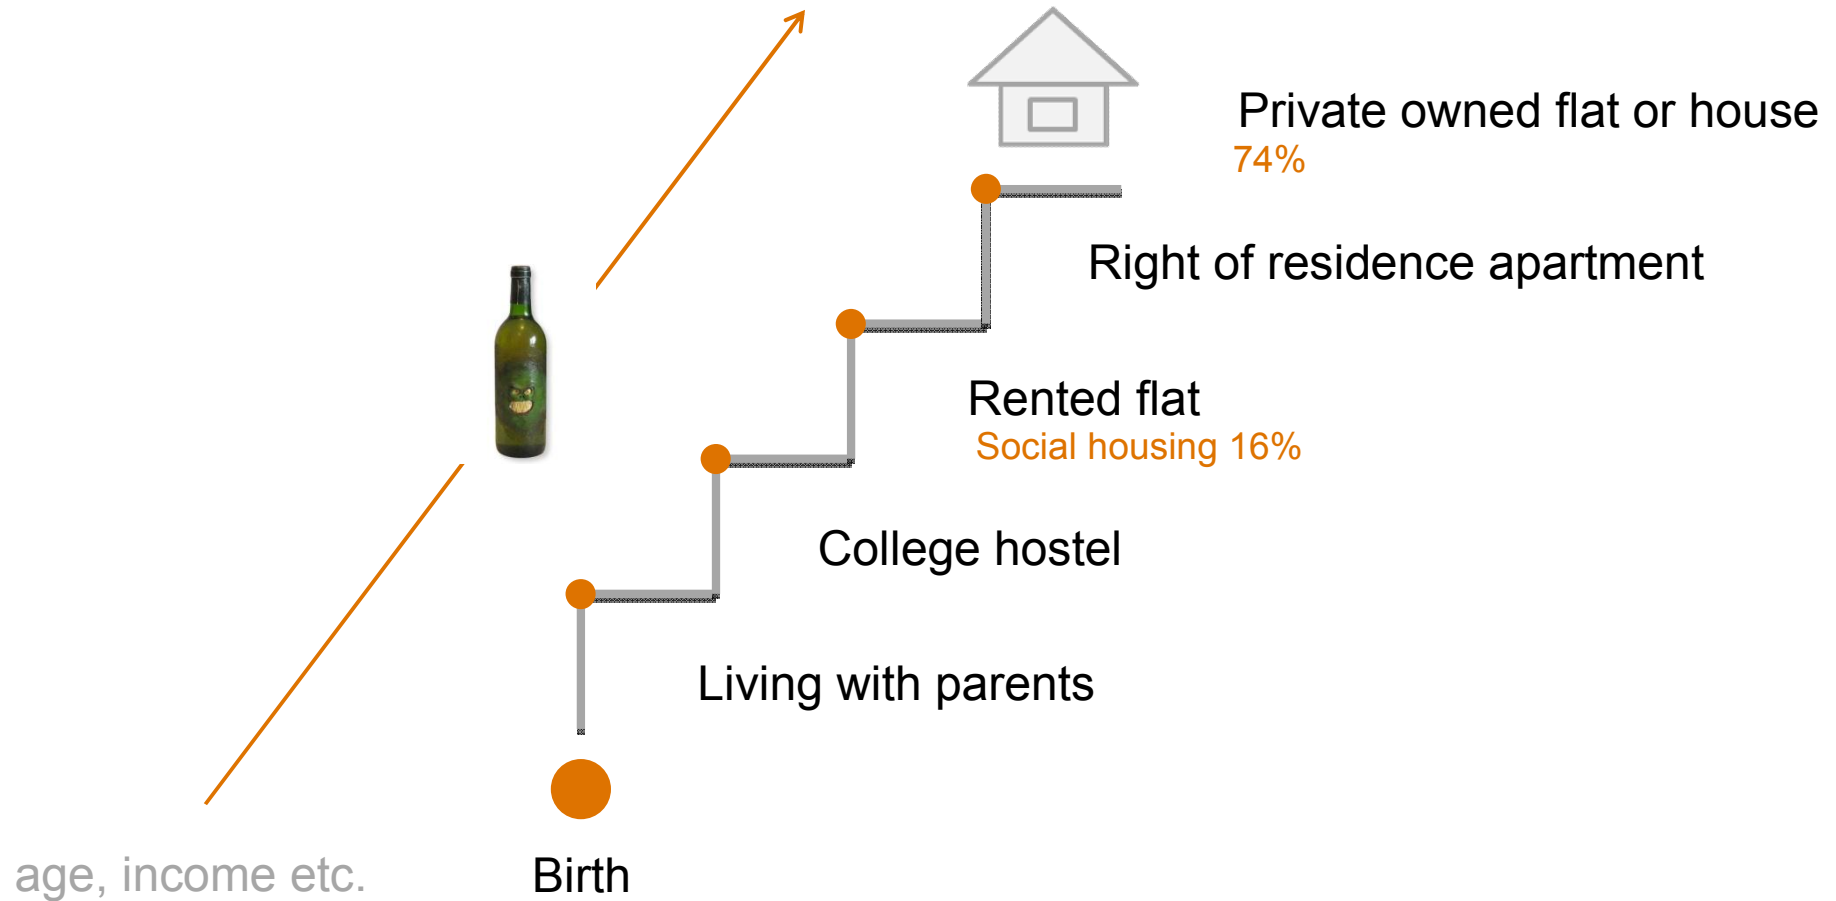 Private owned flat or house
74%
Right of residence apartment
Rented flat
Social housing 16%
College hostel
Living with parents
age, income etc.
Birth